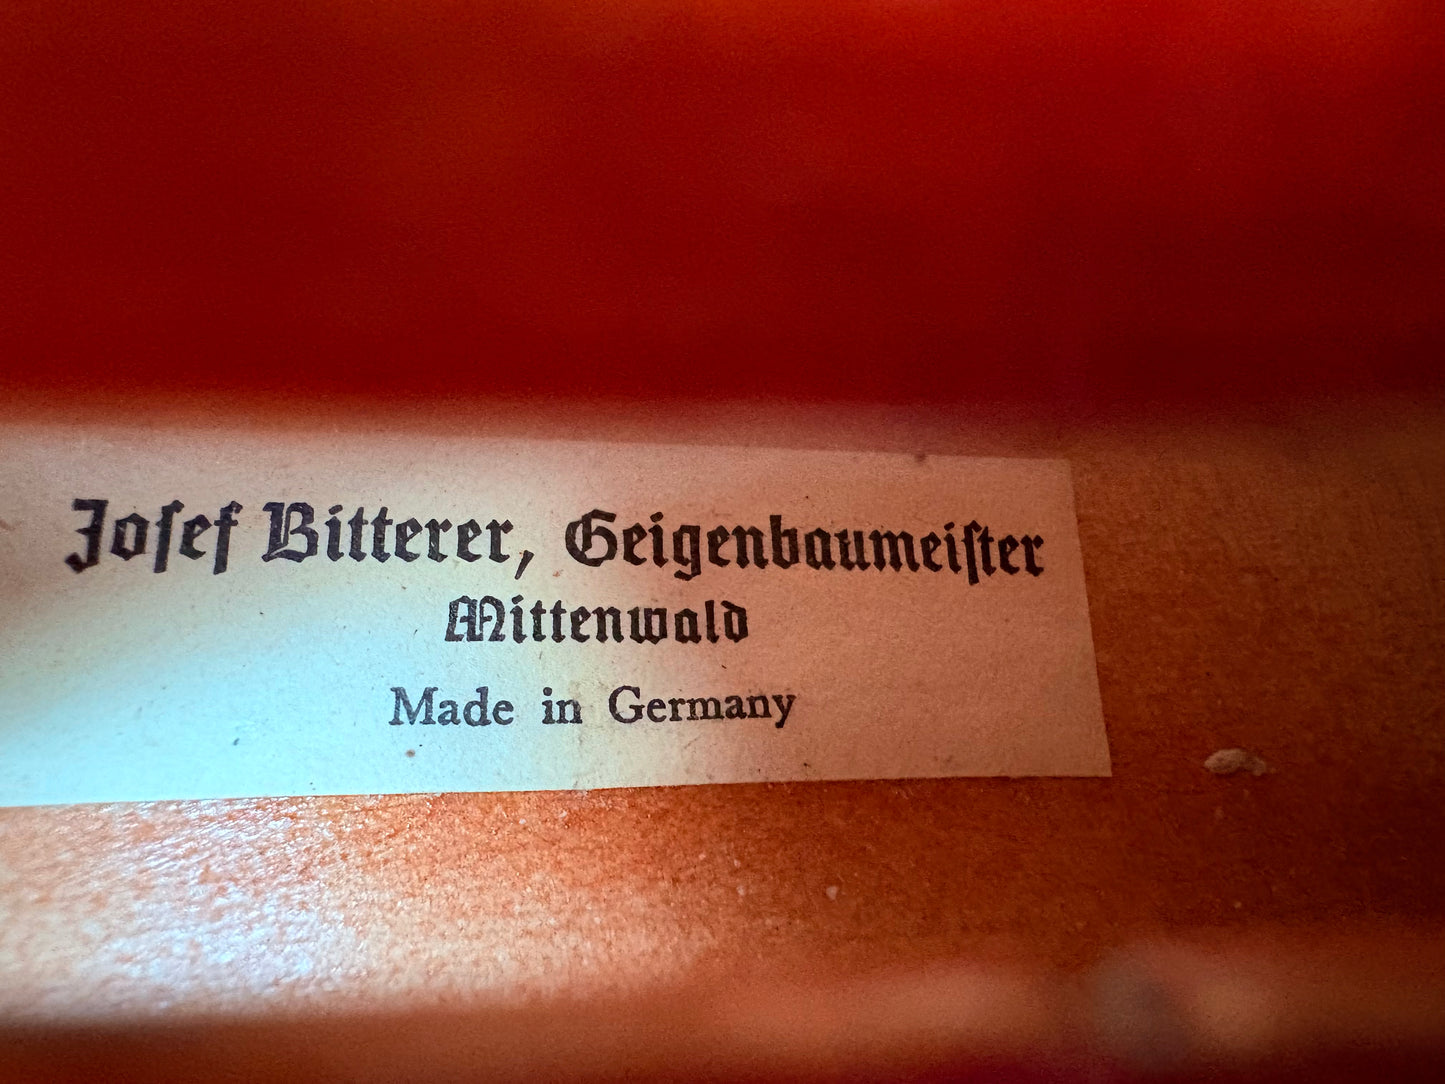 Joſef Bitterer, Geigenbaumeiſter
Mittenwald
Made in Germany